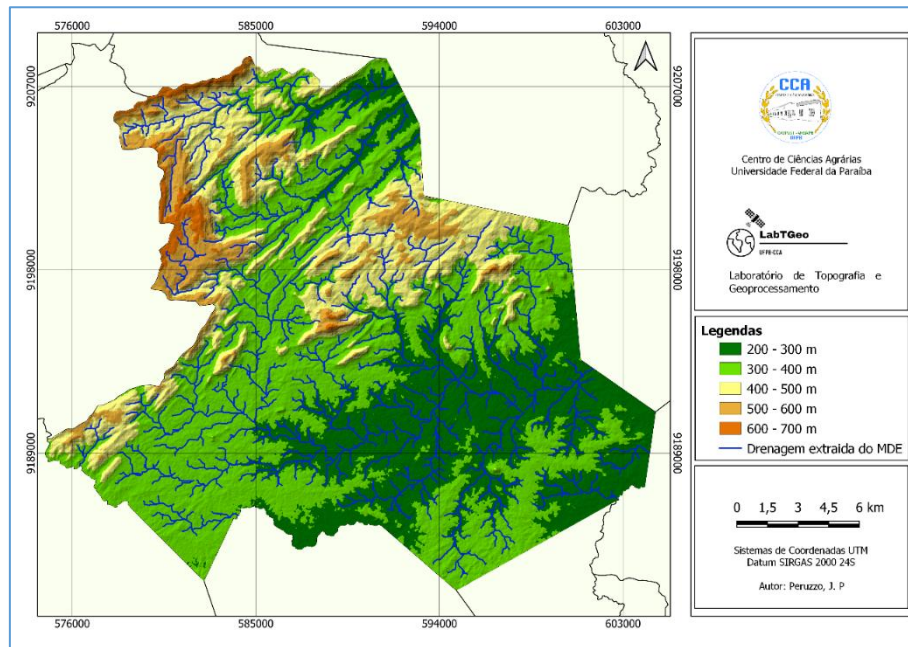 576000
585000
594000
603000
9207000
9207000
9198000
9198000
9189000
9189000
576000
585000
594000
603000
CCA
Centro de Ciências Agrárias
Universidade Federal da Paraíba
LabTGeo
UFPB-CCA
Laboratório de Topografia e
Geoprocessamento
Legendas
200 - 300 m
300 - 400 m
400 - 500 m
500 - 600 m
600 - 700 m
Drenagem extraida do MDE
0 1,5 3 4,5 6 km
Sistemas de Coordenadas UTM
Datum SIRGAS 2000 24S
Autor: Peruzzo, J. P